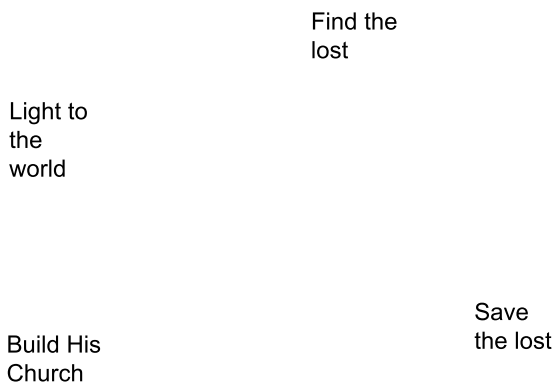 Find the
lost
Light to
the
world
Save
the lost
Build His
Church